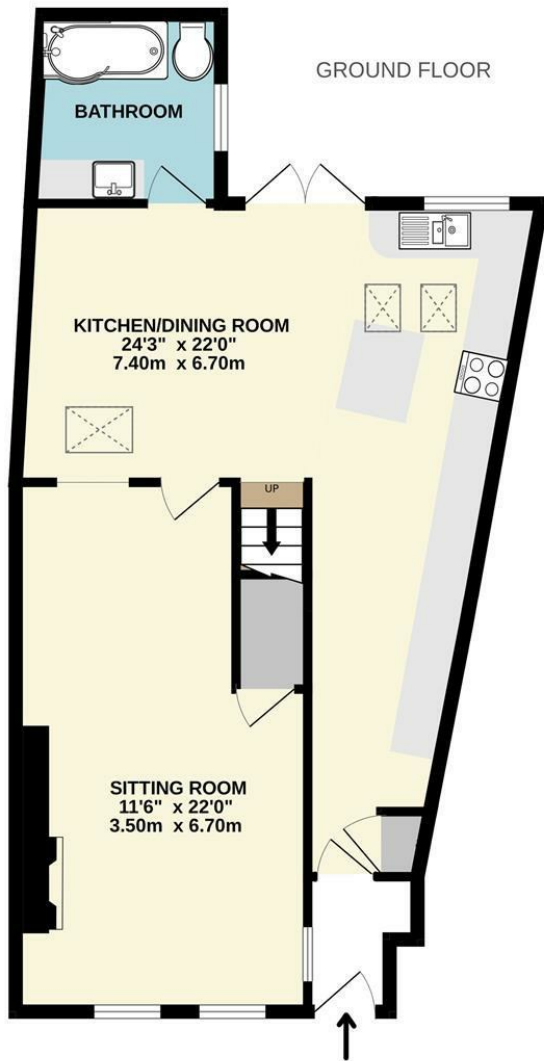 GROUND FLOOR
BATHROOM
KITCHEN/DINING ROOM
24'3" x 22'0"
7.40m x 6.70m
UP
SITTING ROOM
11'6" x 22'0"
3.50m x 6.70m